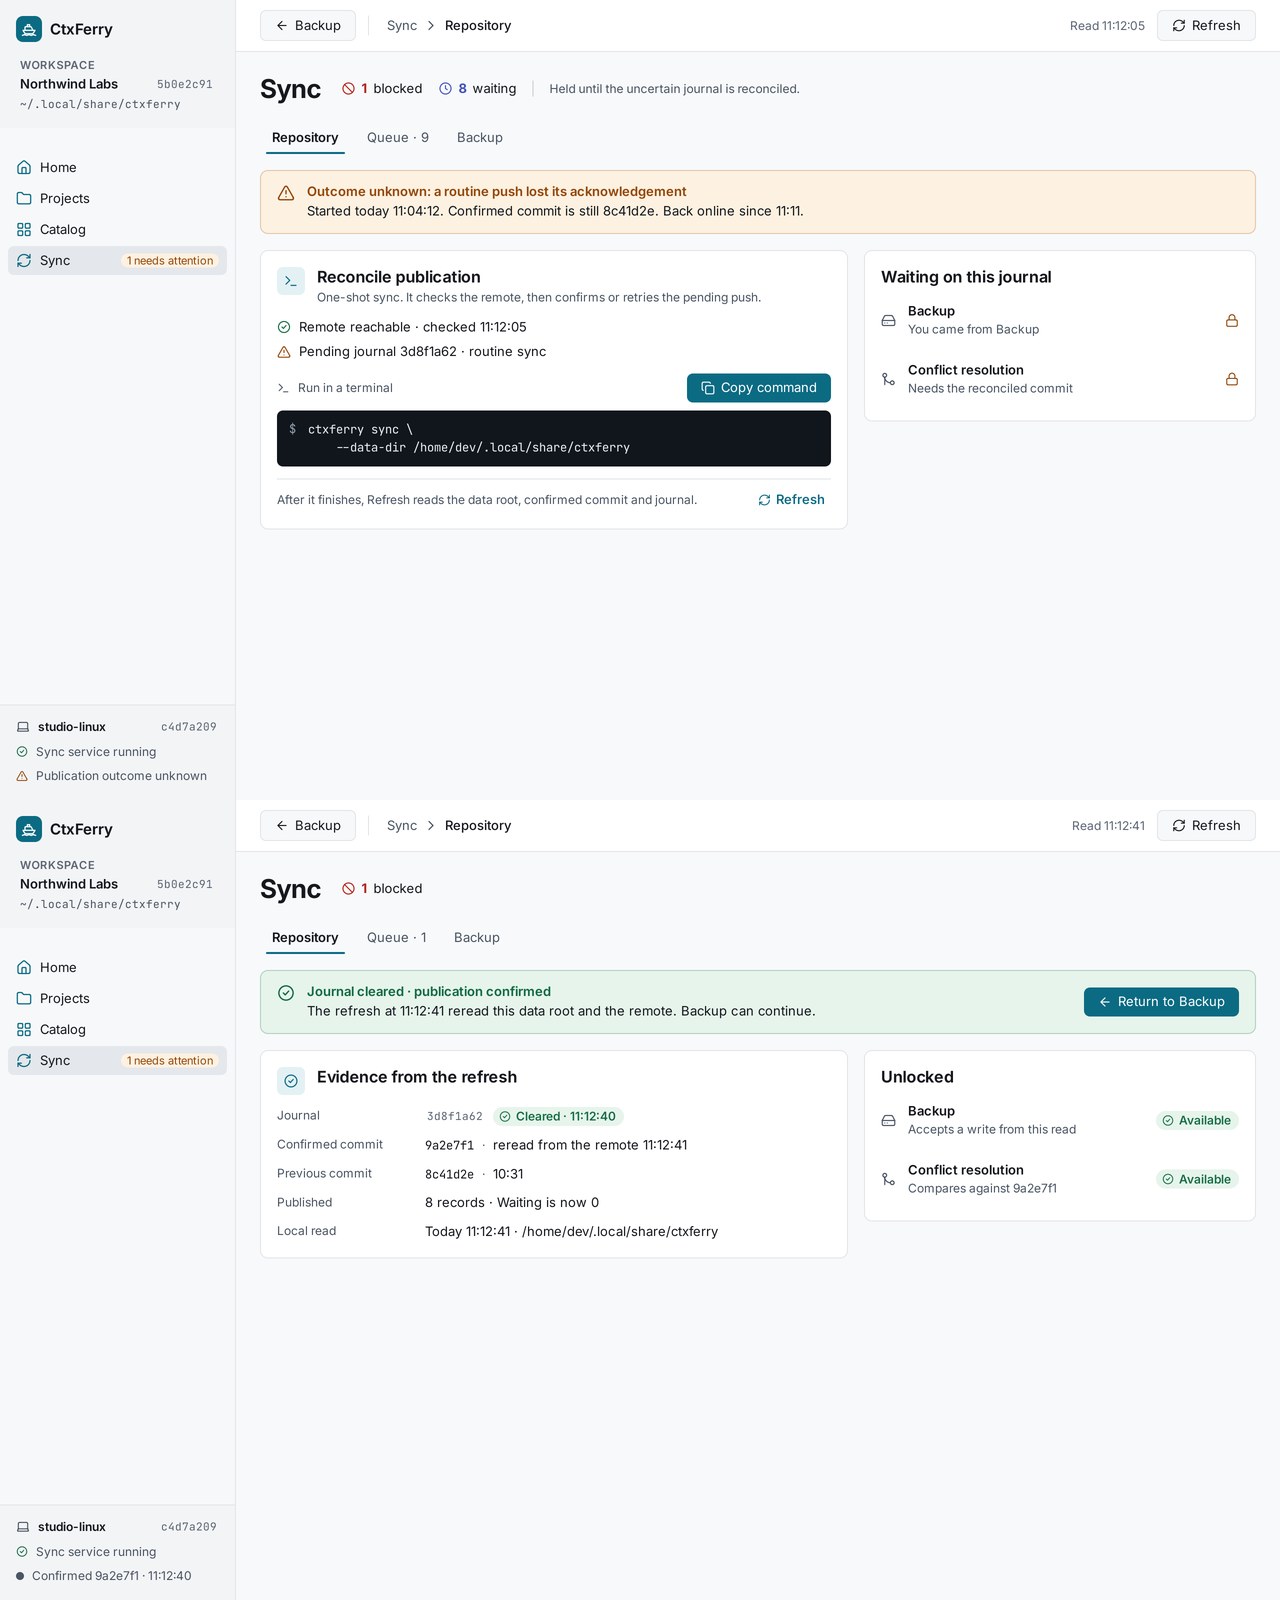 CtxFerry
WORKSPACE
Northwind Labs 5b0e2c91
~/.local/share/ctxferry
Home
Projects
Catalog
Sync 1 needs attention
studio-linux c4d7a209
Sync service running
Publication outcome unknown
Backup Sync Repository Read 11:12:05 Refresh
Sync 1 blocked 8 waiting Held until the uncertain journal is reconciled.
Repository Queue · 9 Backup
Outcome unknown: a routine push lost its acknowledgement
Started today 11:04:12. Confirmed commit is still 8c41d2e. Back online since 11:11.
Reconcile publication
One-shot sync. It checks the remote, then confirms or retries the pending push.
Remote reachable · checked 11:12:05
Pending journal 3d8f1a62 · routine sync
Run in a terminal Copy command
$ ctxferry sync \
--data-dir /home/dev/.local/share/ctxferry
After it finishes, Refresh reads the data root, confirmed commit and journal. Refresh
Waiting on this journal
Backup
You came from Backup
Conflict resolution
Needs the reconciled commit
CtxFerry
WORKSPACE
Northwind Labs 5b0e2c91
~/.local/share/ctxferry
Home
Projects
Catalog
Sync 1 needs attention
studio-linux c4d7a209
Sync service running
Confirmed 9a2e7f1 · 11:12:40
Backup Sync Repository Read 11:12:41 Refresh
Sync 1 blocked
Repository Queue · 1 Backup
Journal cleared · publication confirmed
The refresh at 11:12:41 reread this data root and the remote. Backup can continue.
Return to Backup
Evidence from the refresh
Journal 3d8f1a62 Cleared · 11:12:40
Confirmed commit 9a2e7f1 · reread from the remote 11:12:41
Previous commit 8c41d2e · 10:31
Published 8 records · Waiting is now 0
Local read Today 11:12:41 · /home/dev/.local/share/ctxferry
Unlocked
Backup
Accepts a write from this read
Available
Conflict resolution
Compares against 9a2e7f1
Available